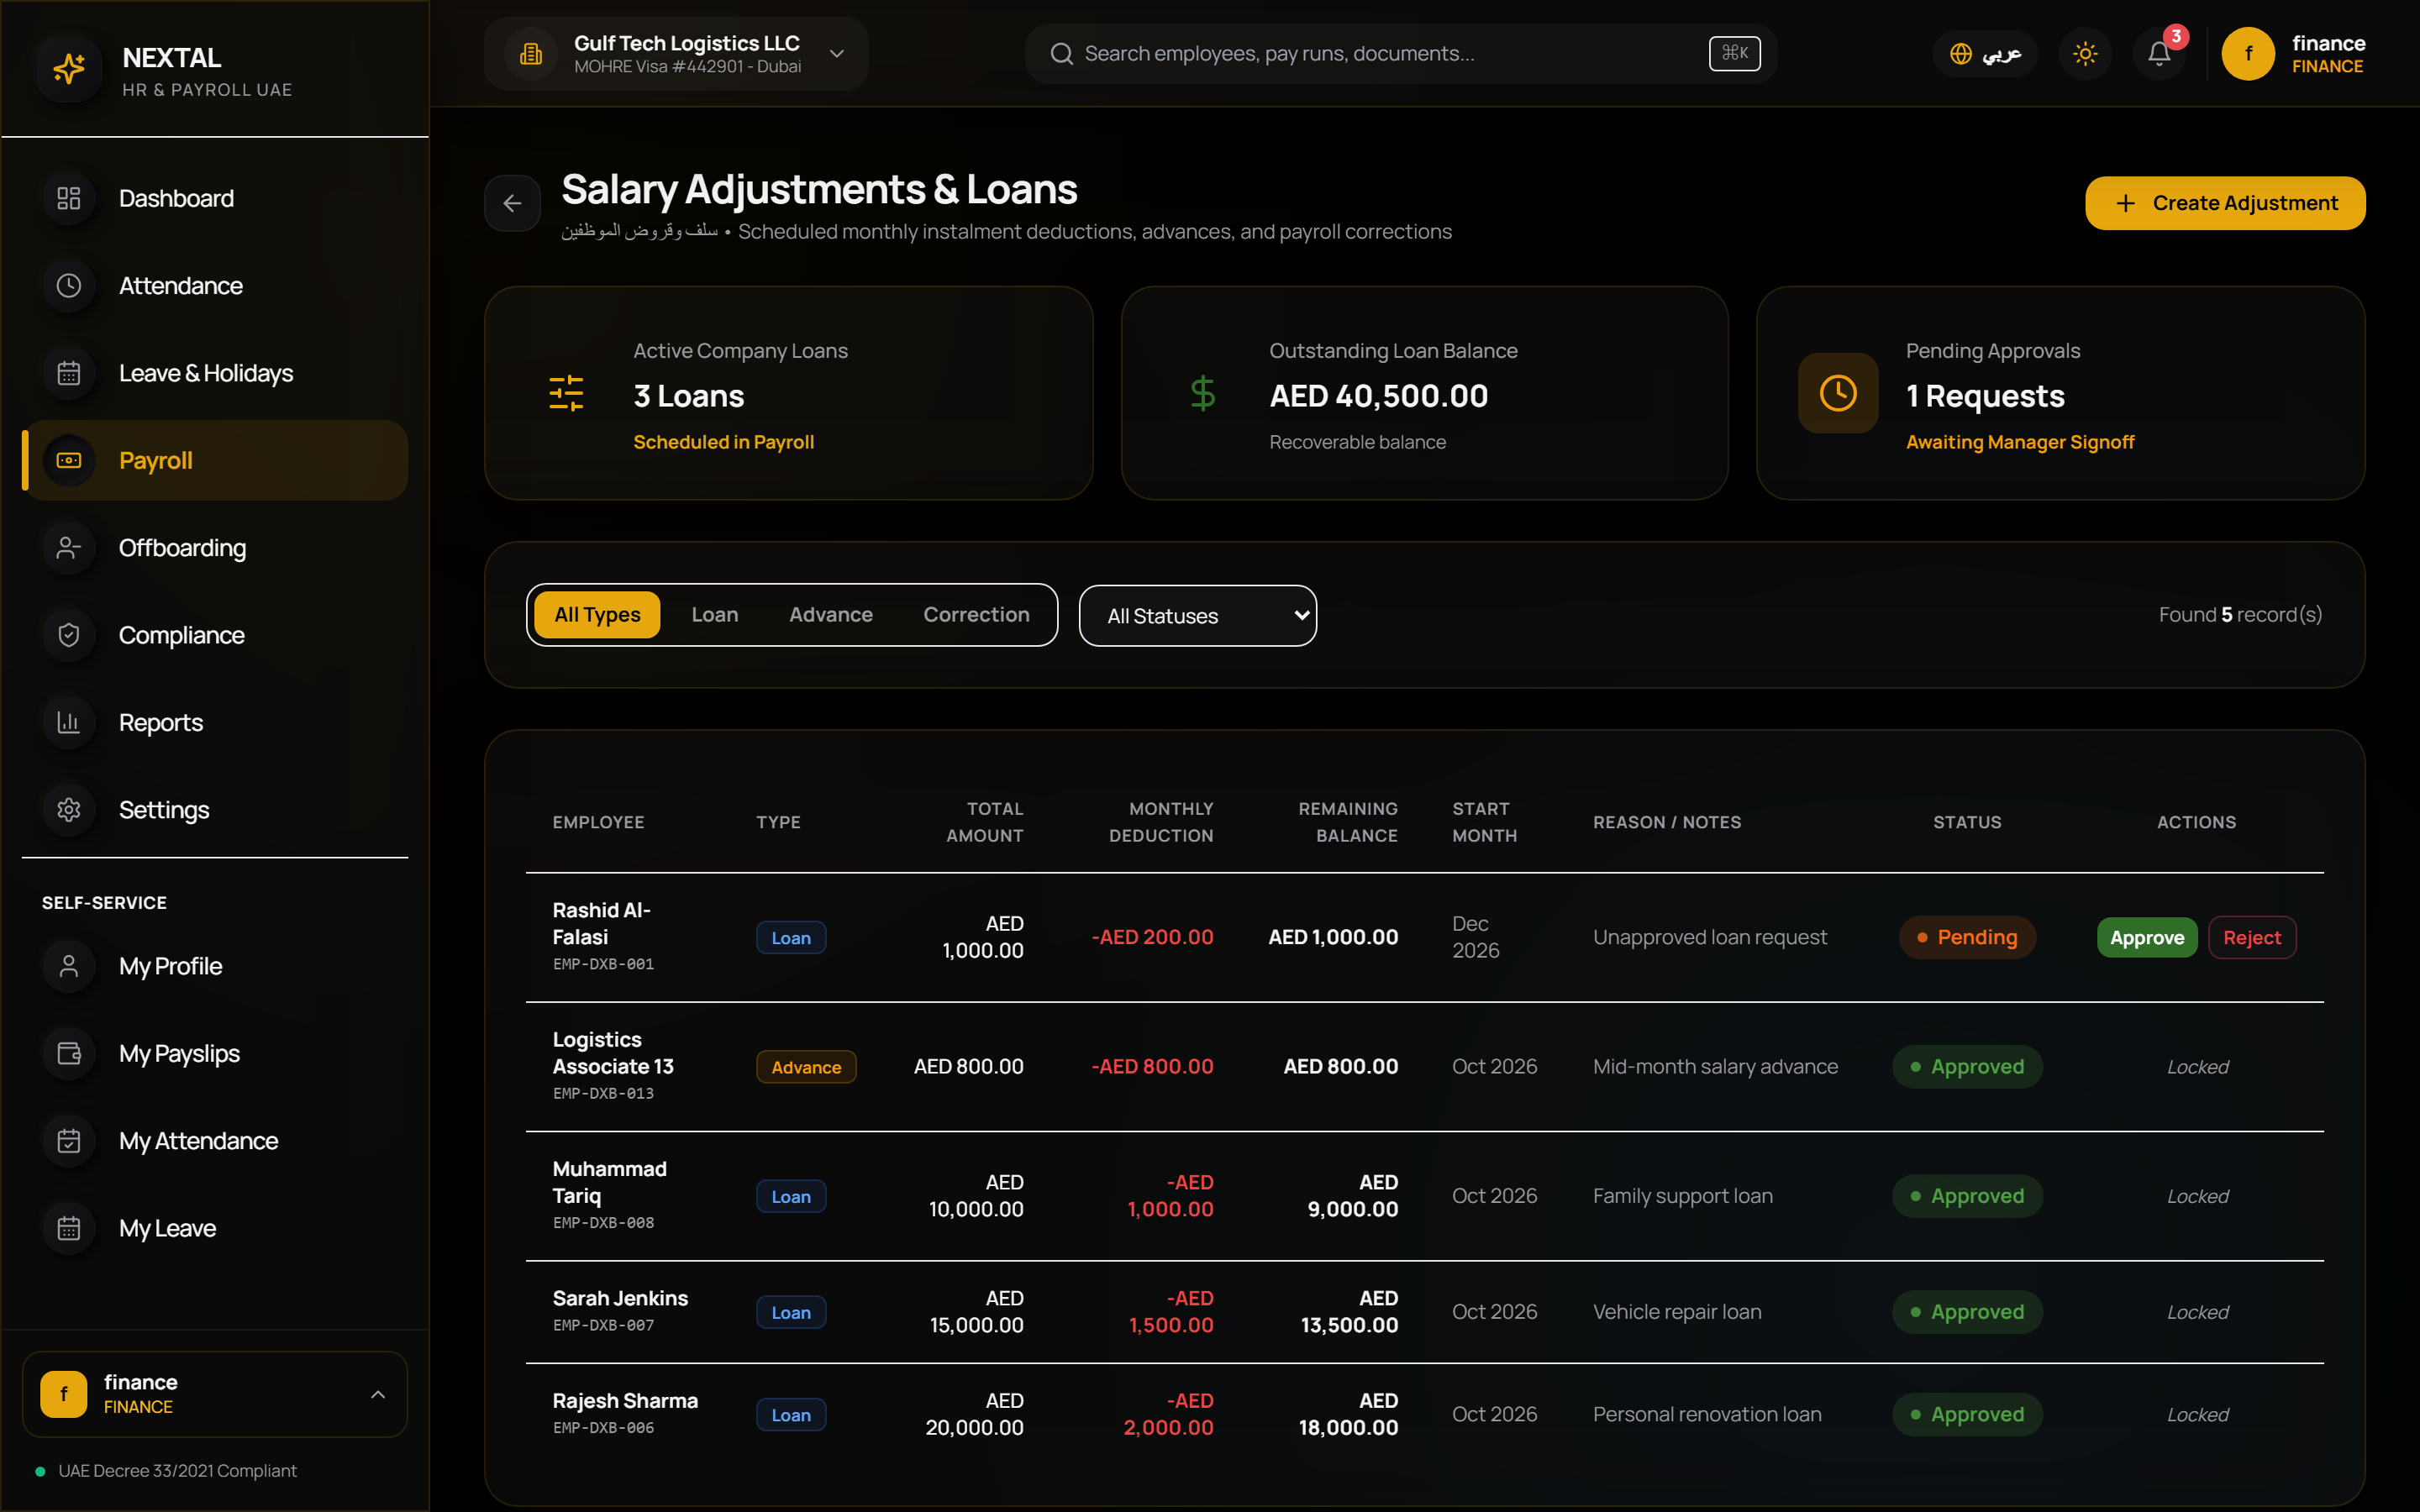 NEXTAL
HR & PAYROLL UAE
Dashboard
Attendance
Leave & Holidays
Payroll
Offboarding
Compliance
Reports
Settings
SELF-SERVICE
My Profile
My Payslips
My Attendance
My Leave
f
finance
FINANCE
UAE Decree 33/2021 Compliant
Gulf Tech Logistics LLC
MOHRE Visa #442901 - Dubai
Search employees, pay runs, documents...
⌘K
عربي
3
f
finance
FINANCE
Salary Adjustments & Loans
سلف وقروض الموظفين • Scheduled monthly instalment deductions, advances, and payroll corrections
Create Adjustment
Active Company Loans
3 Loans
Scheduled in Payroll
Outstanding Loan Balance
AED 40,500.00
Recoverable balance
Pending Approvals
1 Requests
Awaiting Manager Signoff
All Types Loan Advance Correction
All Statuses
Found 5 record(s)
EMPLOYEE
TYPE
TOTAL
AMOUNT
MONTHLY
DEDUCTION
REMAINING
BALANCE
START
MONTH
REASON / NOTES
STATUS
ACTIONS
Rashid Al-
Falasi
EMP-DXB-001
Loan
AED
1,000.00
-AED 200.00
AED 1,000.00
Dec
2026
Unapproved loan request
Pending
Approve
Reject
Logistics
Associate 13
EMP-DXB-013
Advance
AED 800.00
-AED 800.00
AED 800.00
Oct 2026
Mid-month salary advance
Approved
Locked
Muhammad
Tariq
EMP-DXB-008
Loan
AED
10,000.00
-AED
1,000.00
AED
9,000.00
Oct 2026
Family support loan
Approved
Locked
Sarah Jenkins
EMP-DXB-007
Loan
AED
15,000.00
-AED
1,500.00
AED
13,500.00
Oct 2026
Vehicle repair loan
Approved
Locked
Rajesh Sharma
EMP-DXB-006
Loan
AED
20,000.00
-AED
2,000.00
AED
18,000.00
Oct 2026
Personal renovation loan
Approved
Locked